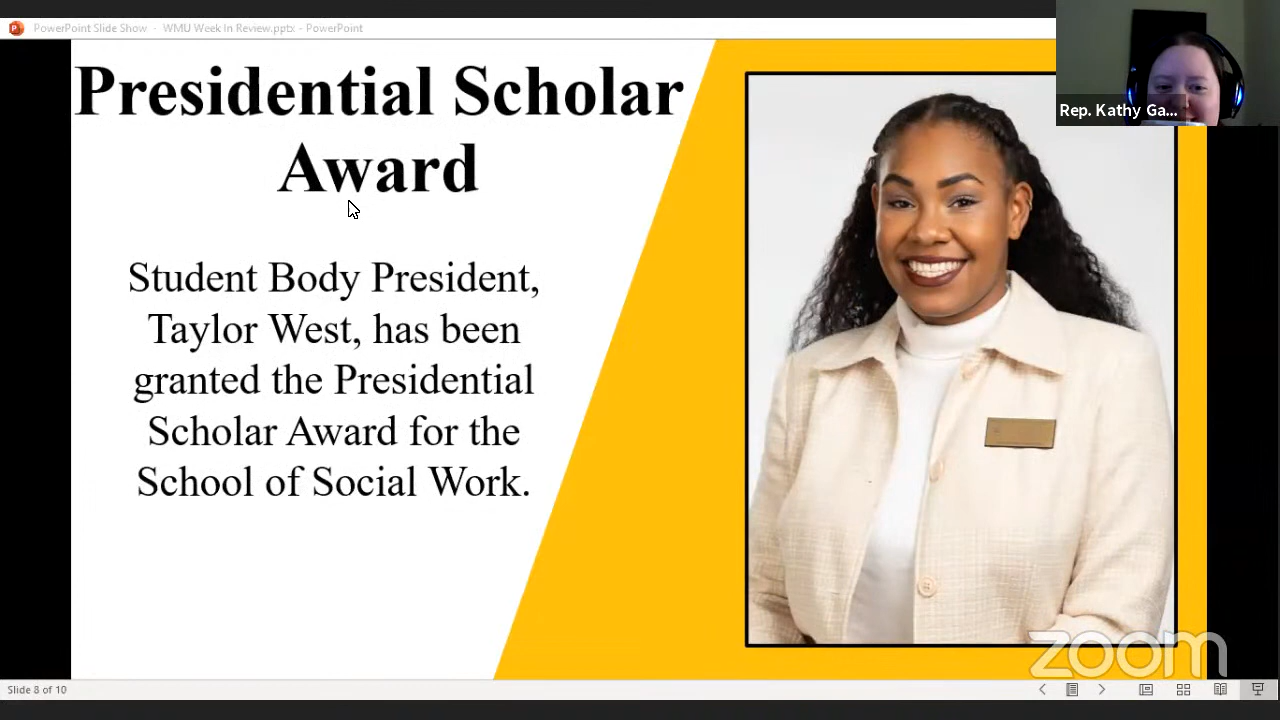 PowerPoint Slide Show - WMU Week In Review.pptx - PowerPoint
Rep. Kathy Ga...
Presidential Scholar
Award
Student Body President,
Taylor West, has been
granted the Presidential
Scholar Award for the
School of Social Work.
zoom
Slide 8 of 10